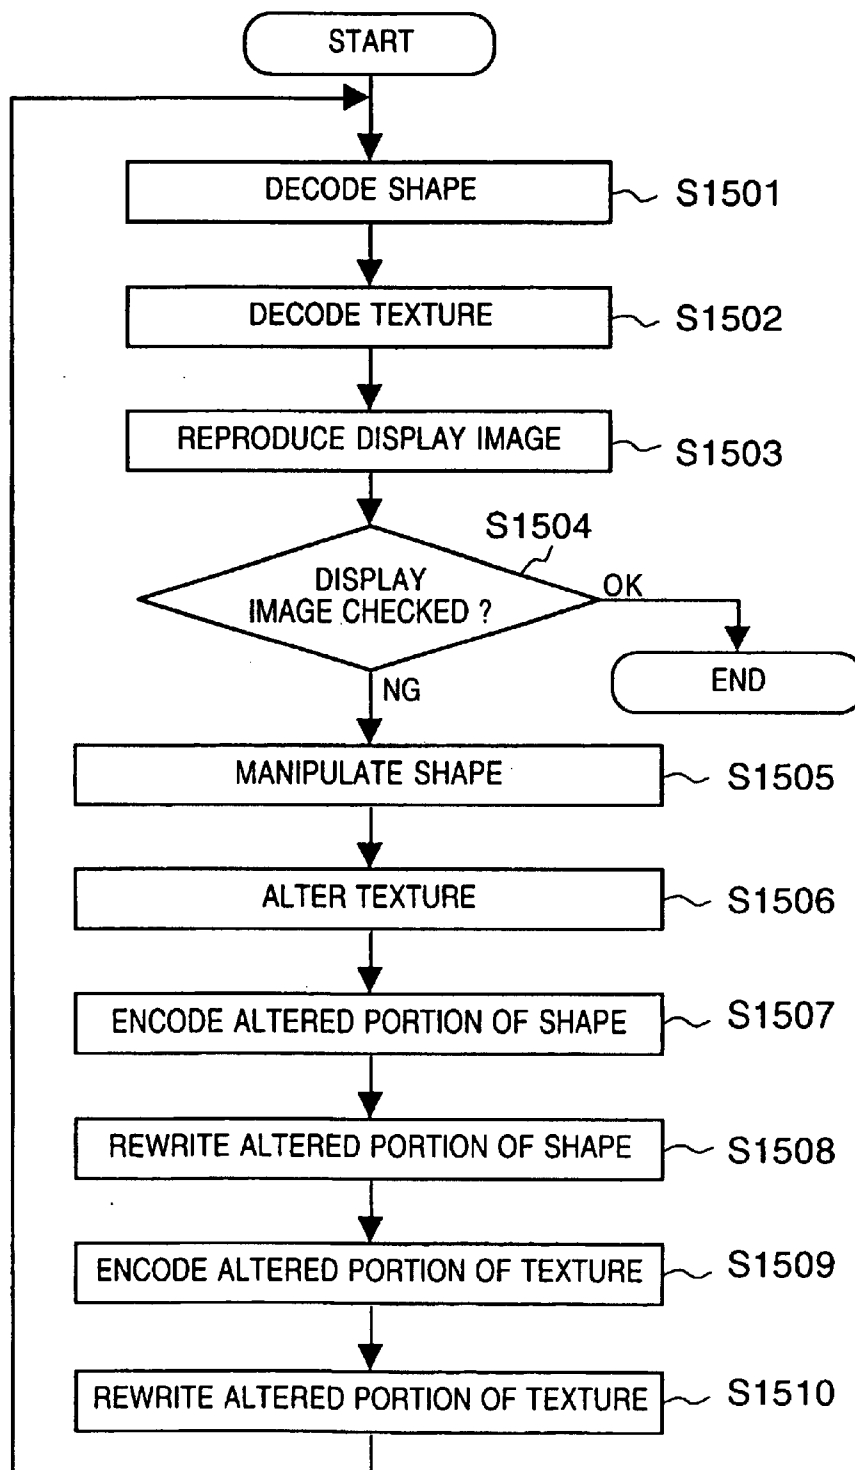 START
DECODE SHAPE
S1501
DECODE TEXTURE
S1502
REPRODUCE DISPLAY IMAGE
S1503
S1504
DISPLAY
IMAGE CHECKED ?
OK
END
NG
MANIPULATE SHAPE
S1505
ALTER TEXTURE
S1506
ENCODE ALTERED PORTION OF SHAPE
S1507
REWRITE ALTERED PORTION OF SHAPE
S1508
ENCODE ALTERED PORTION OF TEXTURE
S1509
REWRITE ALTERED PORTION OF TEXTURE
S1510